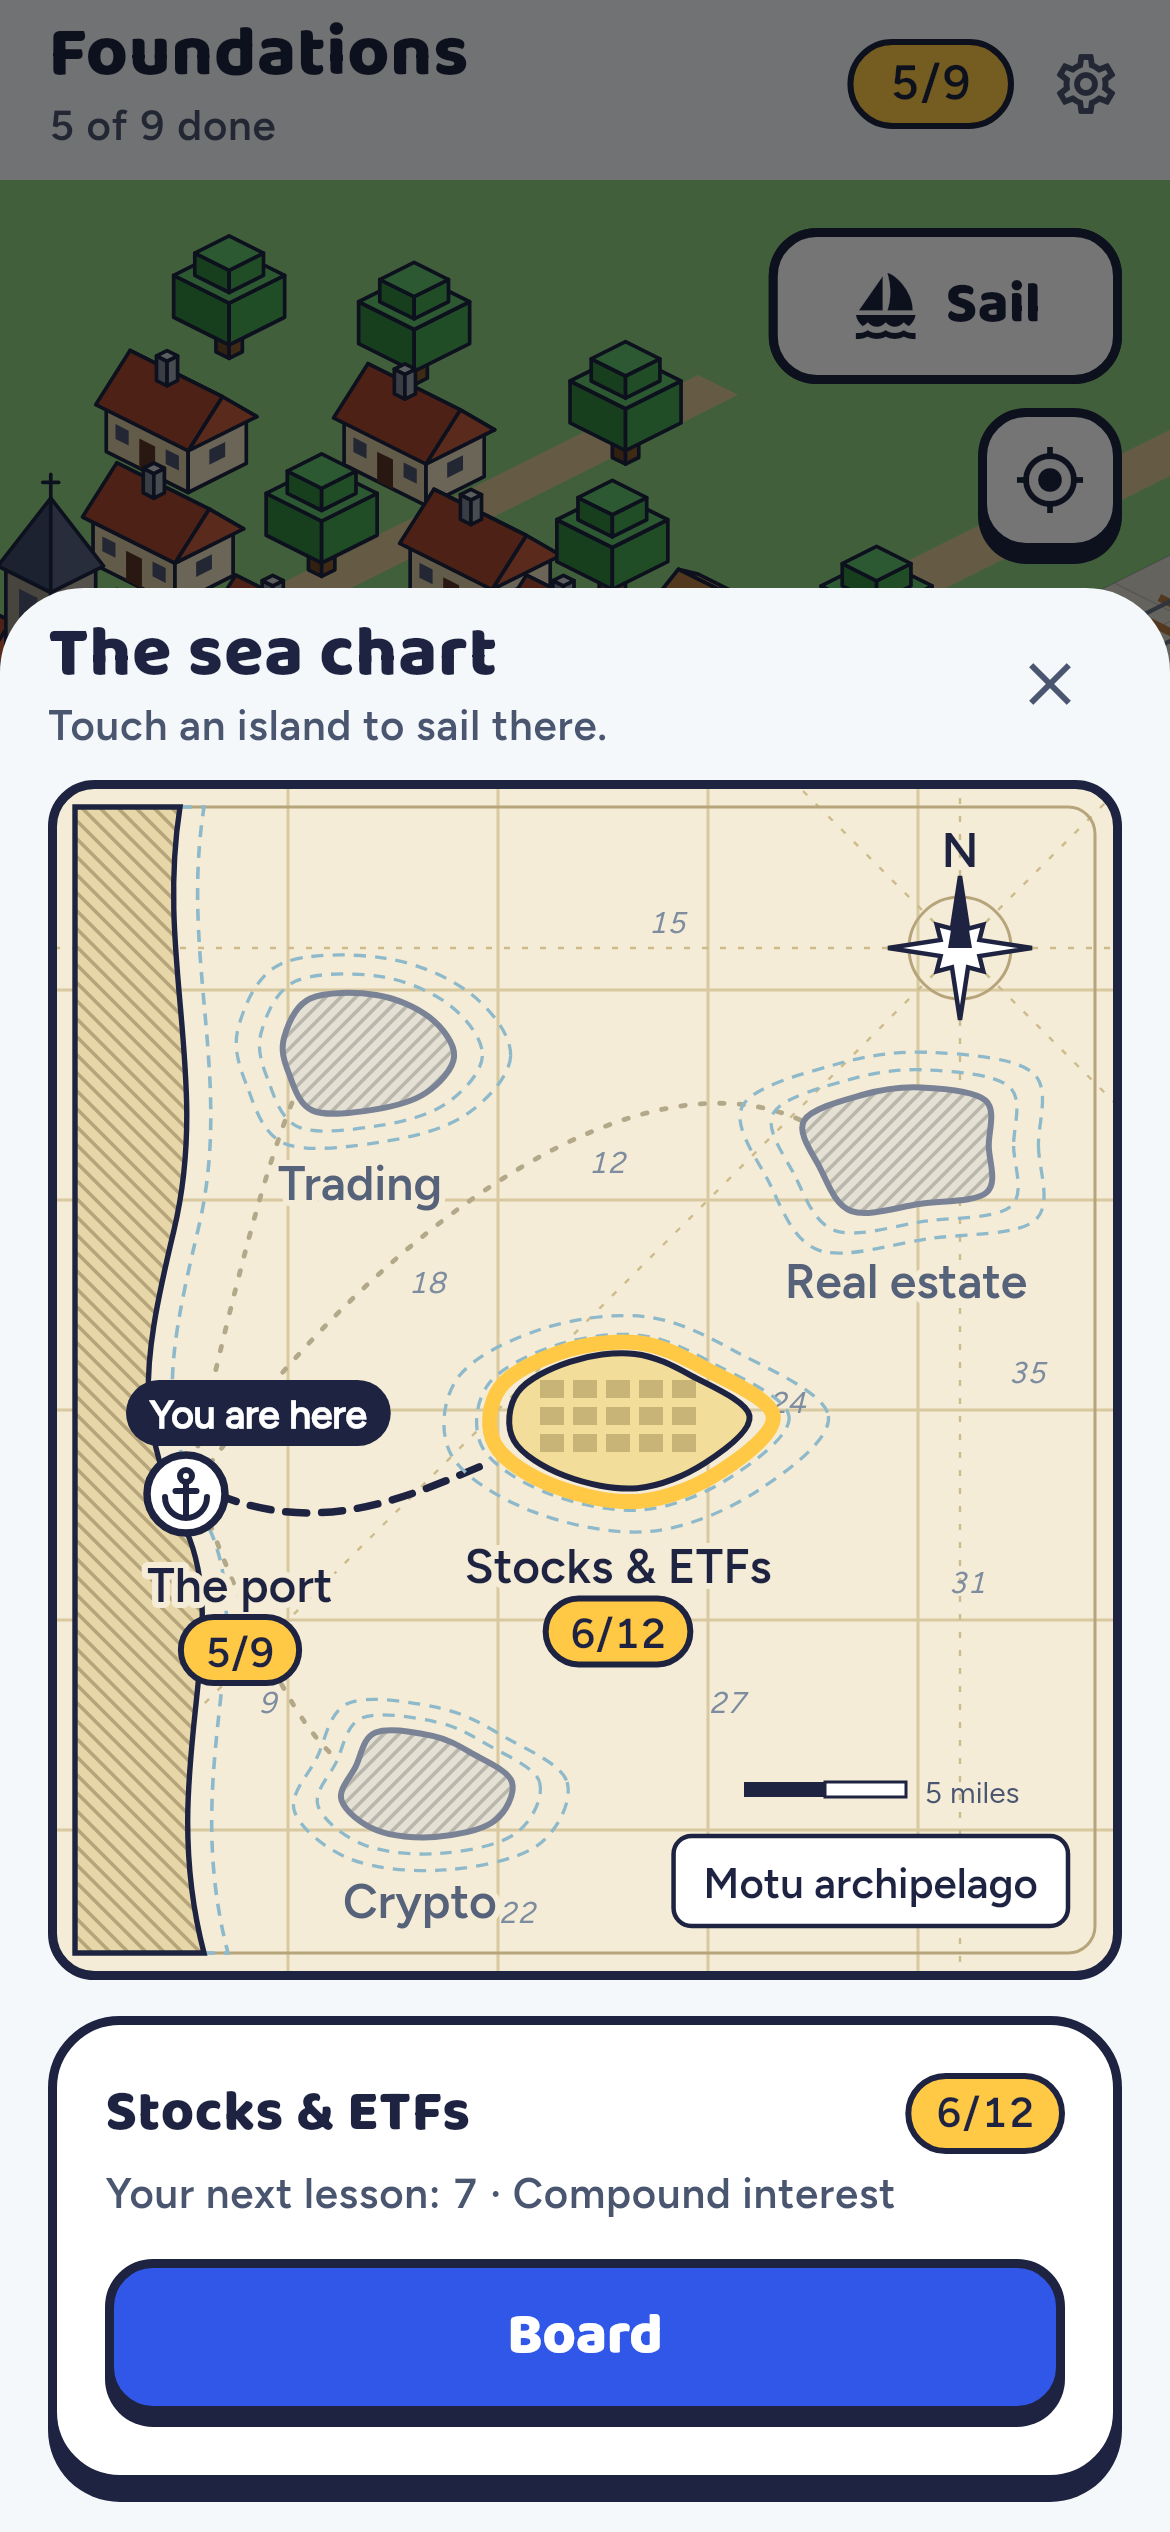 Foundations
5 of 9 done
5/9
Sail
The sea chart
Touch an island to sail there.
N
15
Trading
12
18
Real estate
35
24
You are here
The port
5/9
Stocks & ETFs
6/12
31
9
27
5 miles
Motu archipelago
Crypto
22
Stocks & ETFs
6/12
Your next lesson: 7 · Compound interest
Board